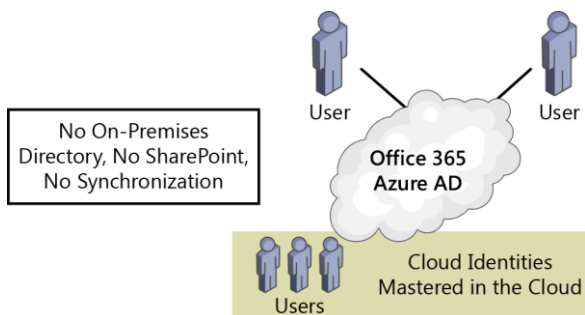 User
User
No On-Premises
Directory, No SharePoint,
No Synchronization
Office 365
Azure AD
Users
Cloud Identities
Mastered in the Cloud